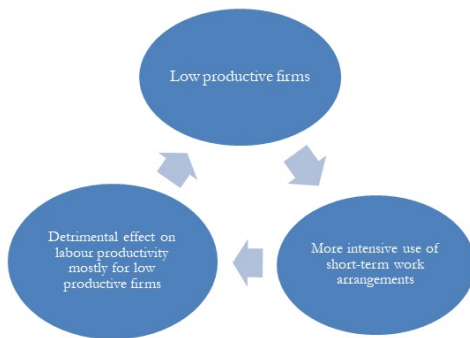 Low productive firms
Detrimental effect on
labour productivity
mostly for low
productive firms
More intensive use of
short-term work
arrangements